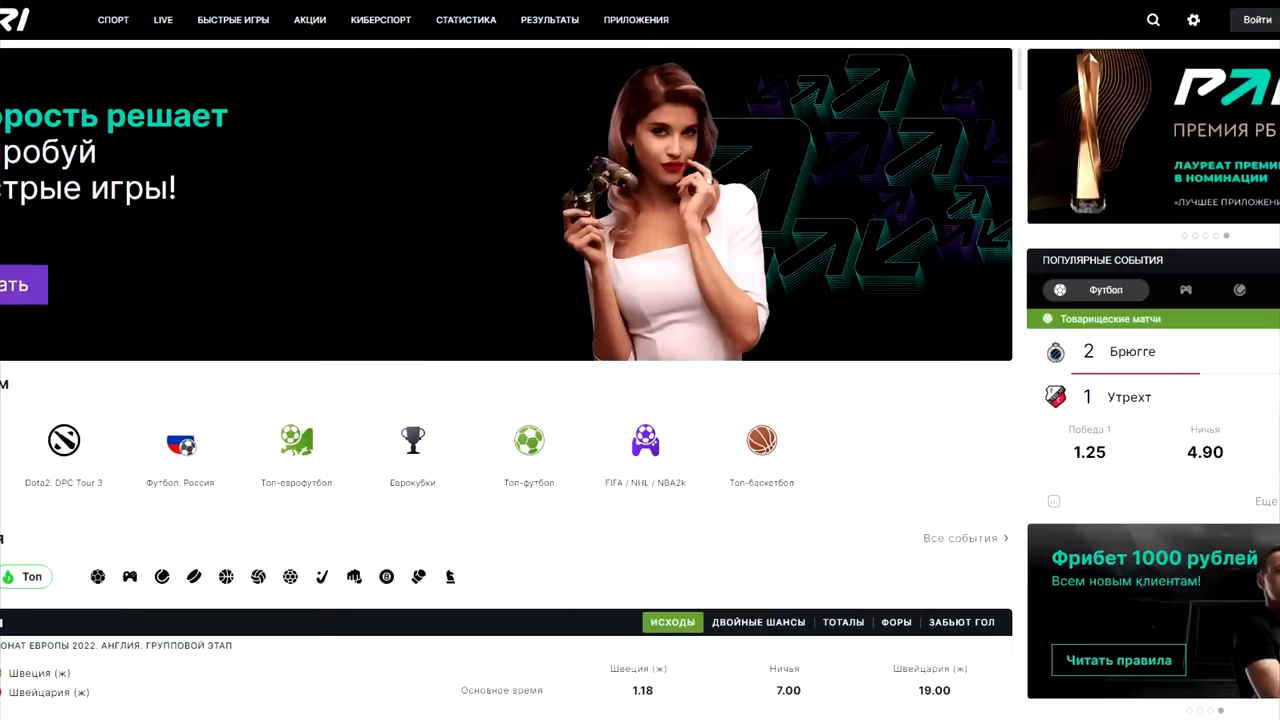 СПОРТ LIVE БЫСТРЫЕ ИГРЫ АКЦИИ КИБЕРСПОРТ СТАТИСТИКА РЕЗУЛЬТАТЫ ПРИЛОЖЕНИЯ Войти
орость решает
робуй
стрые игры!
ать
ПРЕМИЯ РБ
ЛАУРЕАТ ПРЕМИ
В НОМИНАЦИИ
«ЛУЧШЕЕ ПРИЛОЖЕНИ
ПОПУЛЯРНЫЕ СОБЫТИЯ
Футбол
Товарищеские матчи
2 Брюгге
1 Утрехт
Победа 1 Ничья
1.25 4.90
Еще
м
Dota2. DPC Tour 3 Футбол. Россия Топ-еврофутбол Еврокубки Топ-футбол FIFA / NHL / NBA2k Топ-баскетбол
я Все события
Топ
Фрибет 1000 рублей
Всем новым клиентам!
Читать правила
ИСХОДЫ ДВОЙНЫЕ ШАНСЫ ТОТАЛЫ ФОРЫ ЗАБЬЮТ ГОЛ
ОНАТ ЕВРОПЫ 2022. АНГЛИЯ. ГРУППОВОЙ ЭТАП
Швеция (ж)
Швейцария (ж)
Основное время
Швеция (ж) Ничья Швейцария (ж)
1.18 7.00 19.00